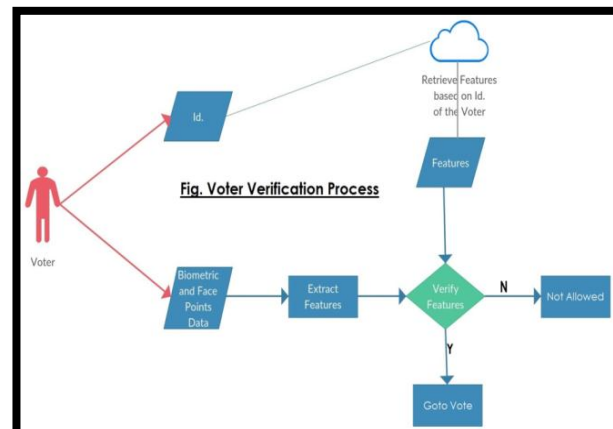 Retrieve Features
based on Id.
of the Voter
Id.
Features
Fig. Voter Verification Process
Voter
Biometric
and Face
Points
Data
Extract
Features
Verify
Features
N
Not Allowed
Y
Goto Vote